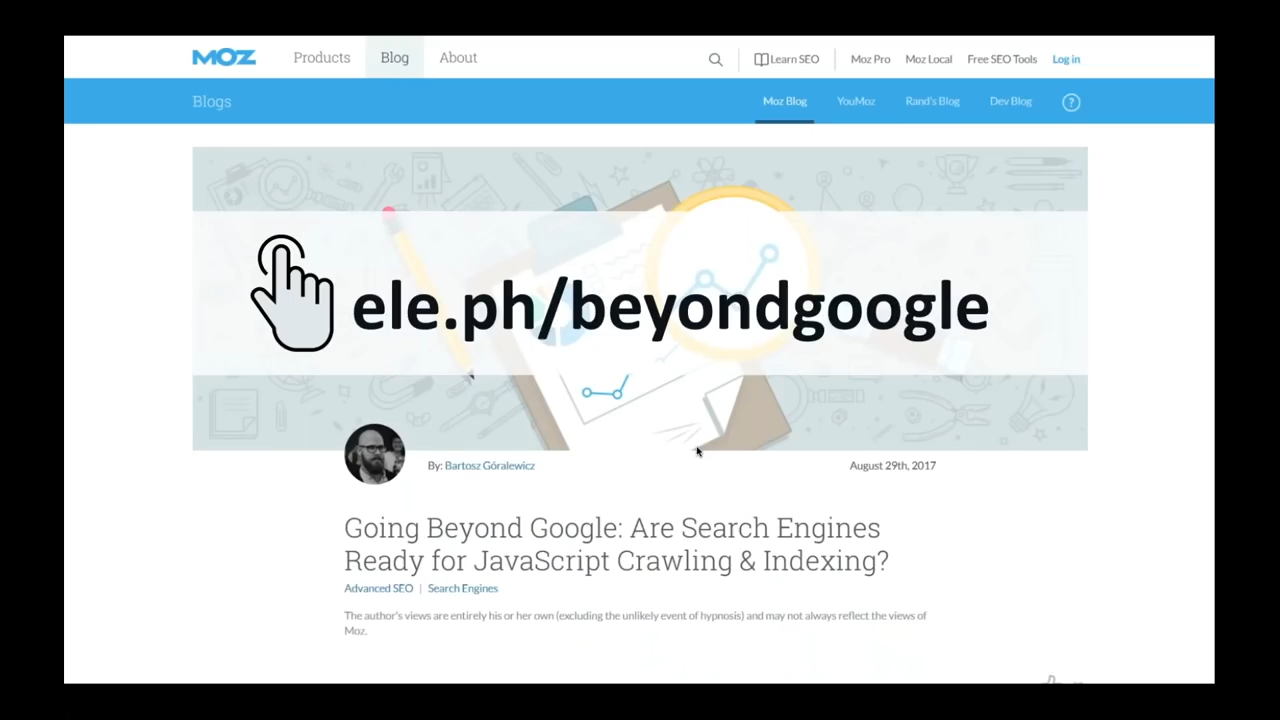 MOZ Products Blog About Learn SEO Moz Pro Moz Local Free SEO Tools Log in
Blogs Moz Blog YouMoz Rand's Blog Dev Blog ?
ele.ph/beyondgoogle
By: Bartosz Góralewicz August 29th, 2017
Going Beyond Google: Are Search Engines
Ready for JavaScript Crawling & Indexing?
Advanced SEO | Search Engines
The author's views are entirely his or her own (excluding the unlikely event of hypnosis) and may not always reflect the views of
Moz.